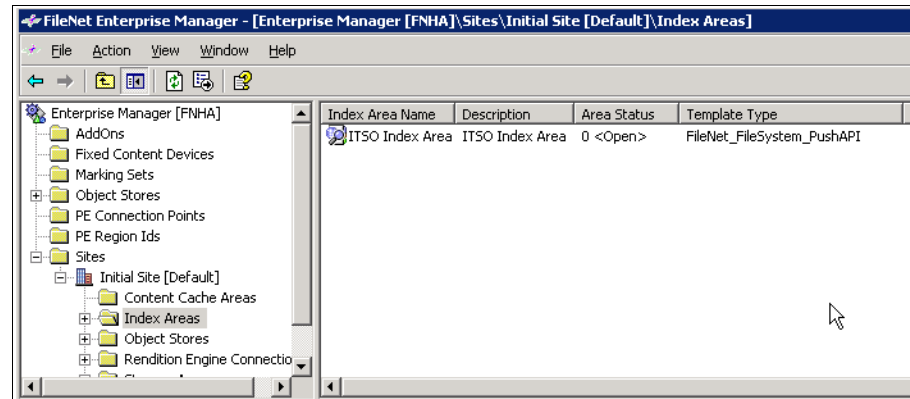 FileNet Enterprise Manager - [Enterprise Manager [FNHA]\Sites\Initial Site [Default]\Index Areas]
File Action View Window Help
Enterprise Manager [FNHA]
AddOns
Fixed Content Devices
Marking Sets
Object Stores
PE Connection Points
PE Region Ids
Sites
Initial Site [Default]
Content Cache Areas
Index Areas
Object Stores
Rendition Engine Connectio
Index Area Name Description Area Status Template Type
ITSO Index Area ITSO Index Area 0 <Open> FileNet_FileSystem_PushAPI